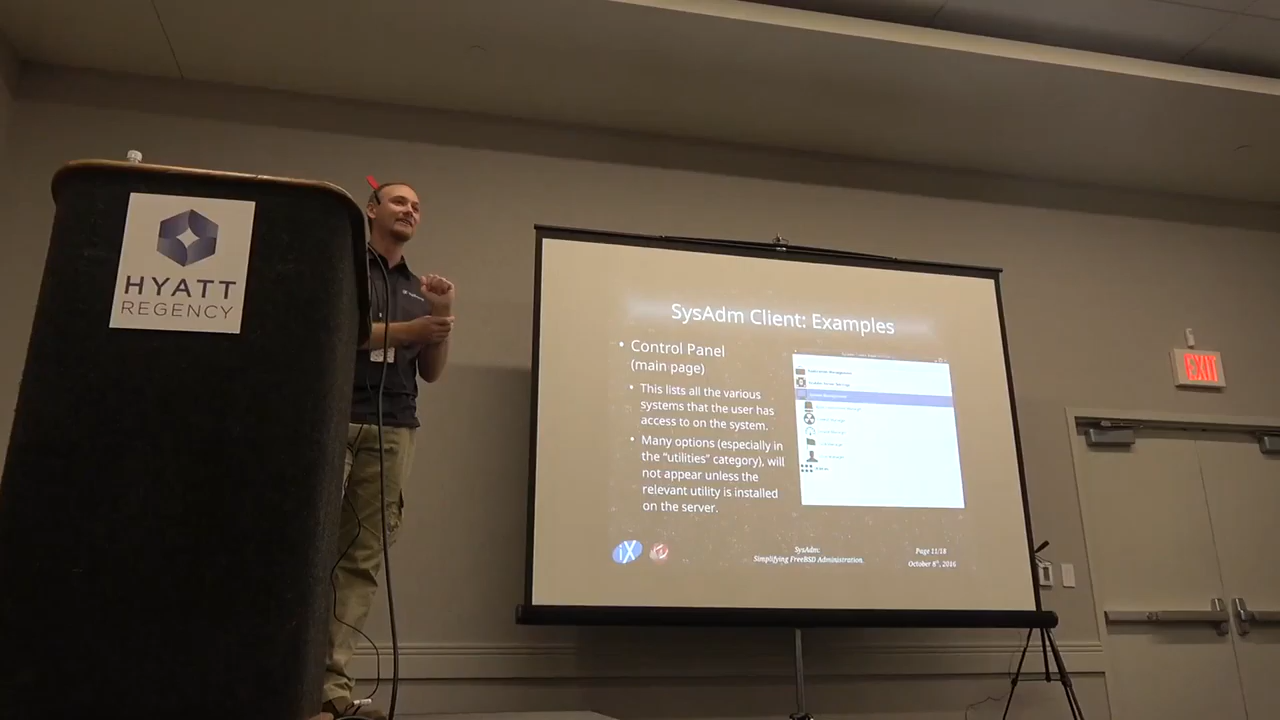 HYATT
REGENCY
SysAdm Client: Examples
• Control Panel
(main page)
• This lists all the various
systems that the user has
access to on the system.
• Many options (especially in
the "utilities" category), will
not appear unless the
relevant utility is installed
on the server.
iX
SysAdm:
Simplifying FreeBSD Administration.
Page 11/18
October 8th, 2016
EXIT